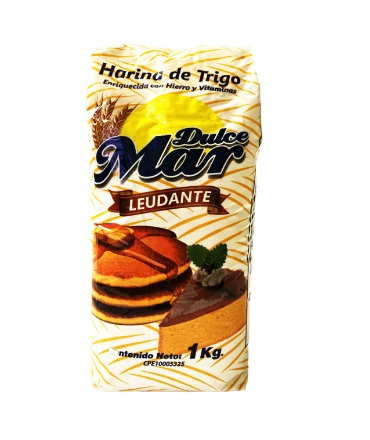 Harina de Trigo
Enriquecida con Hierro y Vitaminas
Dulce
Mar
LEUDANTE
Contenido Neto: 1 Kg.
CPE10005325